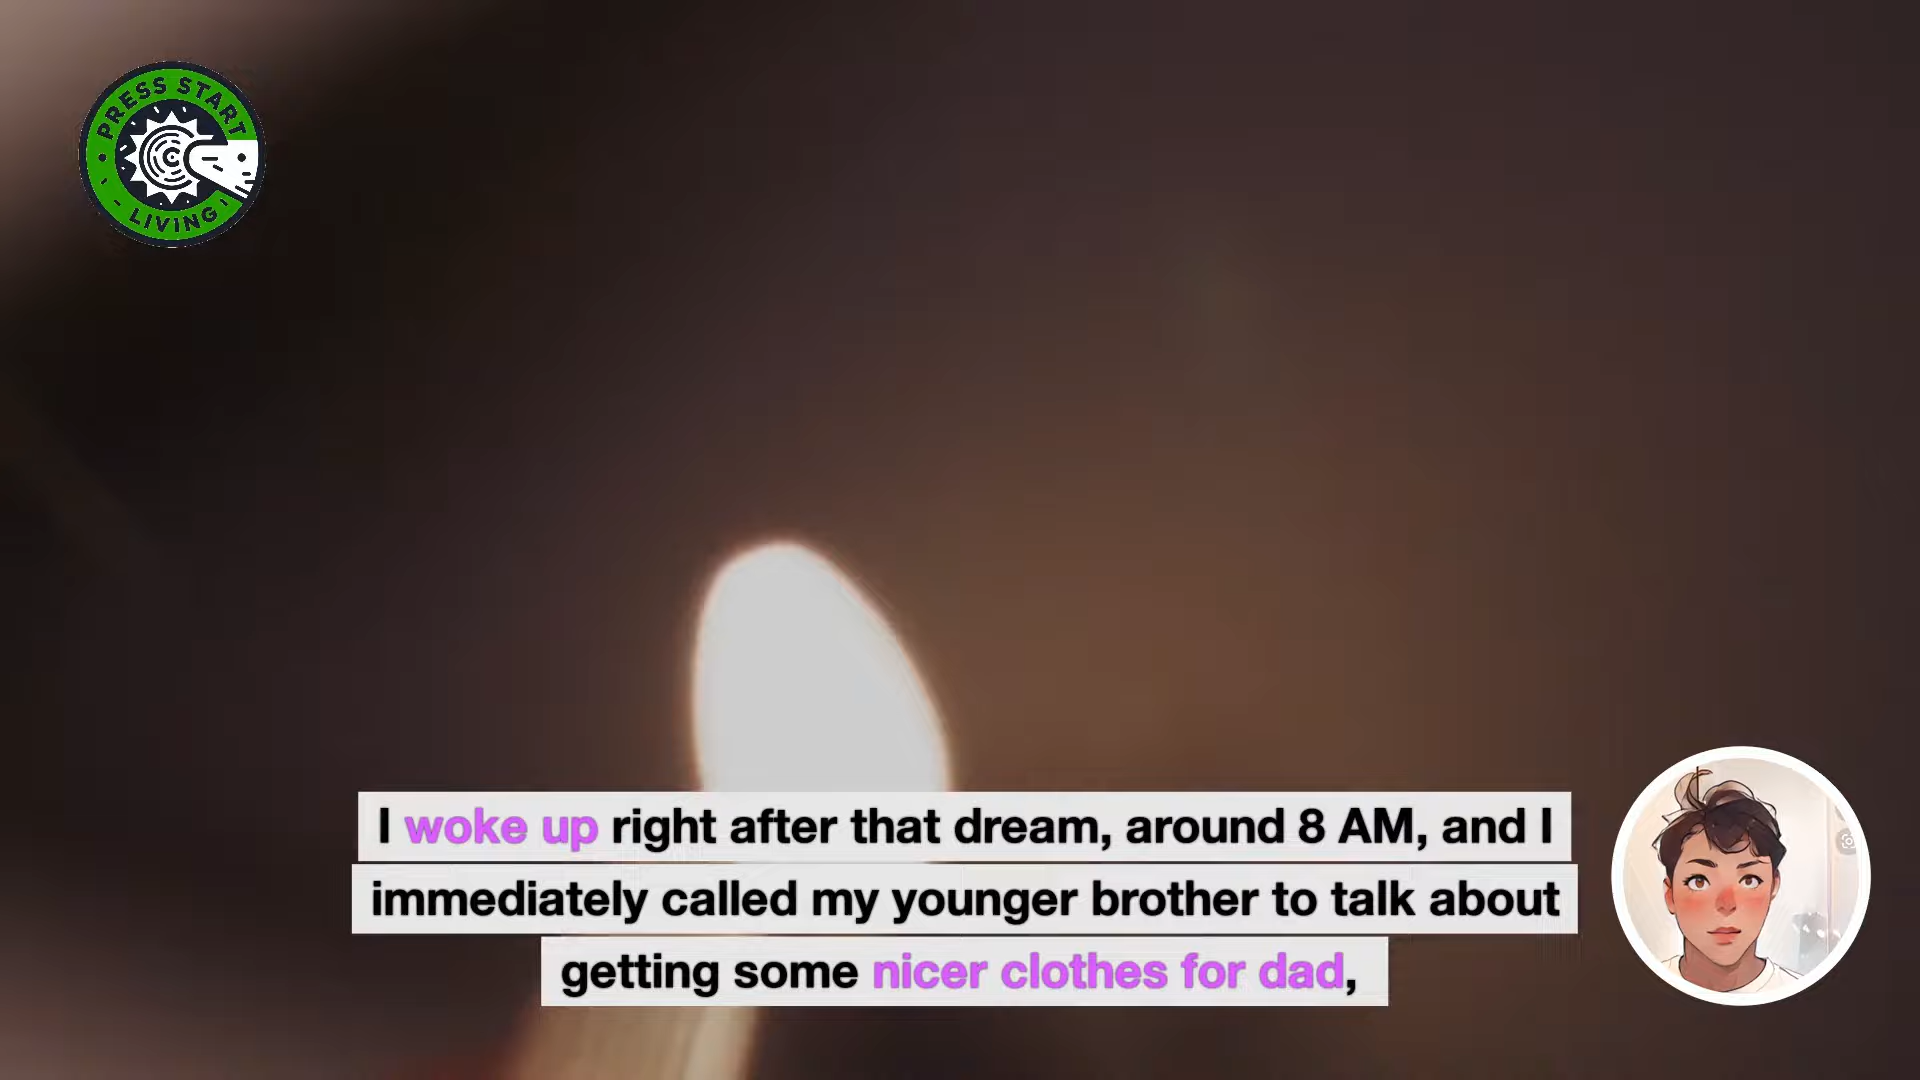 PRESS START
LIVING
I woke up right after that dream, around 8 AM, and I
immediately called my younger brother to talk about
getting some nicer clothes for dad,